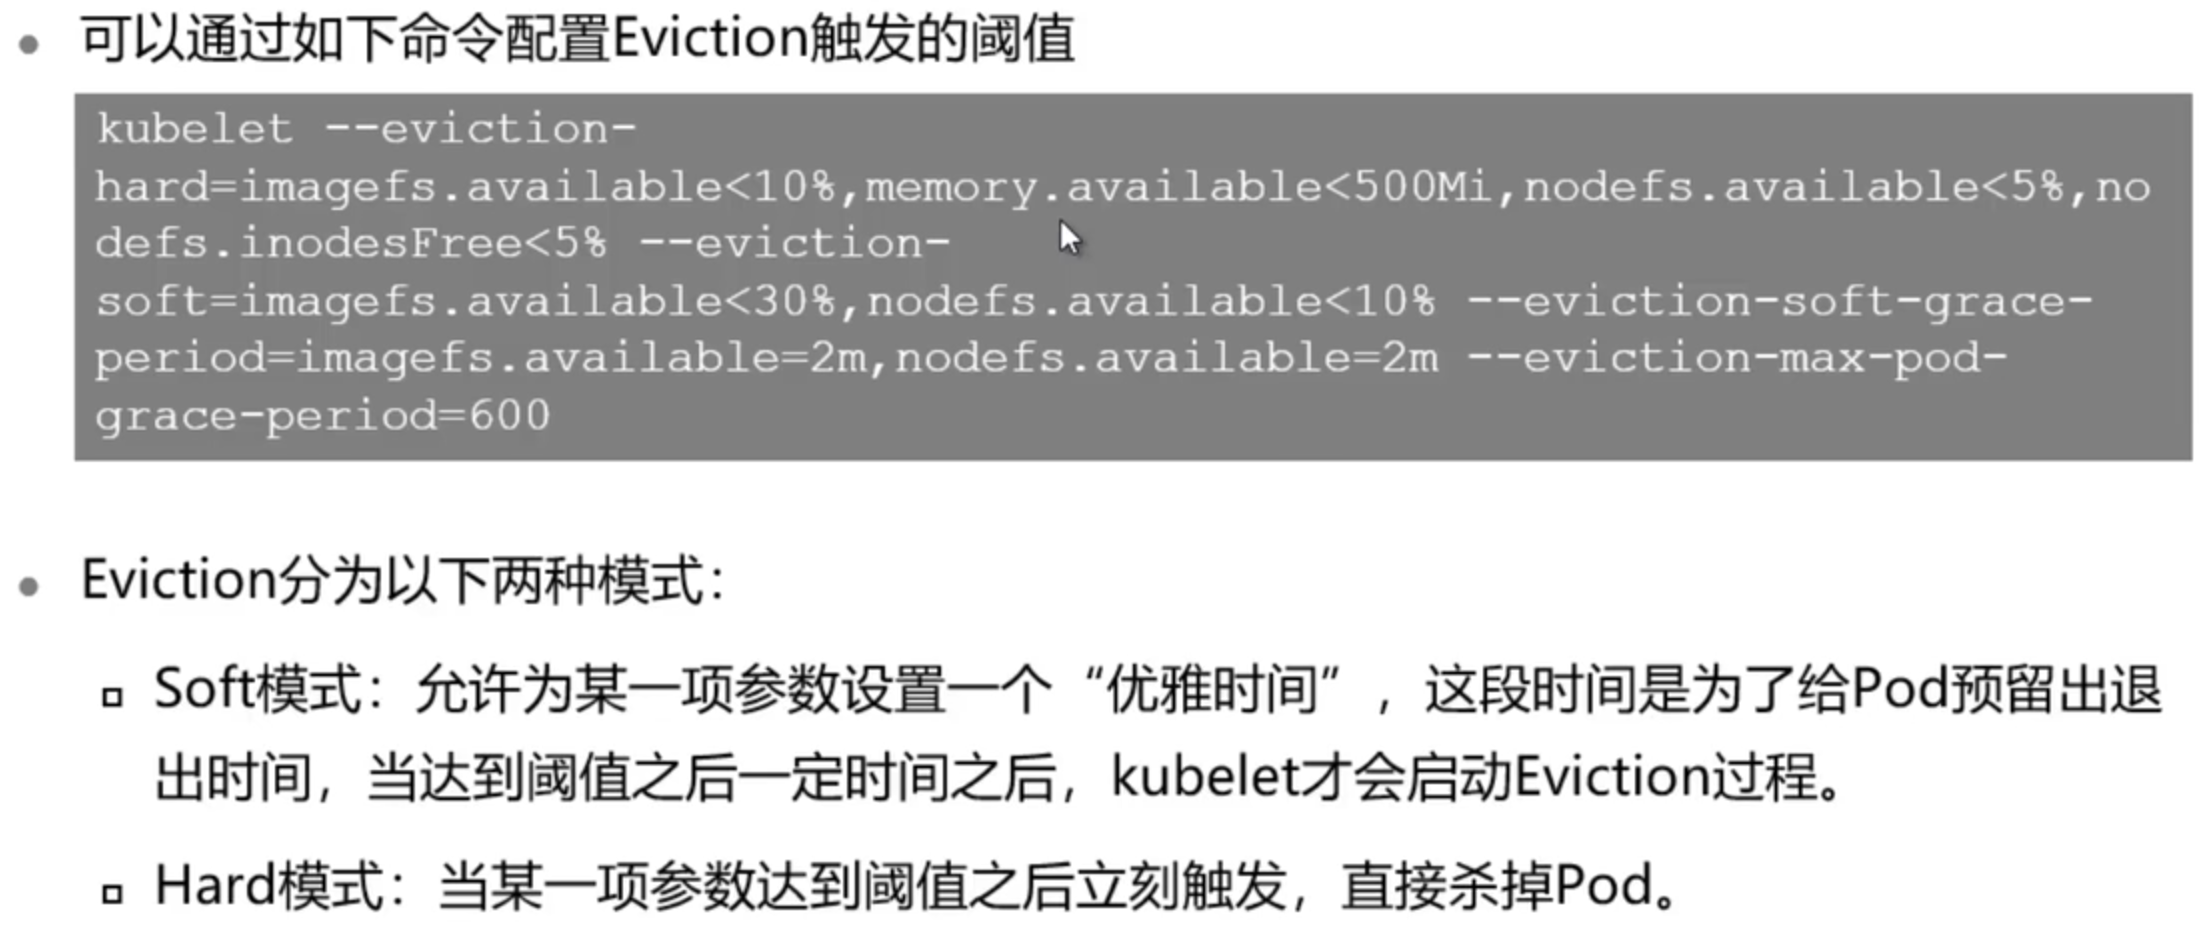 • 可以通过如下命令配置Eviction触发的阈值
kubelet --eviction-
hard=imagefs.available<10%,memory.available<500Mi,nodefs.available<5%,no
defs.inodesFree<5% --eviction-
soft=imagefs.available<30%,nodefs.available<10% --eviction-soft-grace-
period=imagefs.available=2m,nodefs.available=2m --eviction-max-pod-
grace-period=600
• Eviction分为以下两种模式：
▫ Soft模式：允许为某一项参数设置一个“优雅时间”，这段时间是为了给Pod预留出退
出时间，当达到阈值之后一定时间之后，kubelet才会启动Eviction过程。
▫ Hard模式：当某一项参数达到阈值之后立刻触发，直接杀掉Pod。